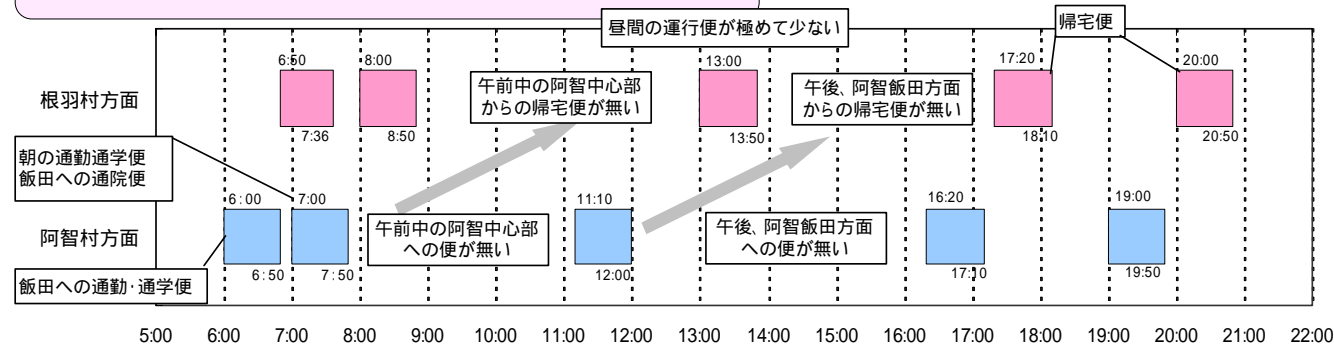 昼間の運行便が極めて少ない
帰宅便
根羽村方面
6:50
7:36
8:00
8:50
午前中の阿智中心部
からの帰宅便が無い
13:00
13:50
午後、阿智飯田方面
からの帰宅便が無い
17:20
18:10
20:00
20:50
朝の通勤通学便
飯田への通院便
阿智村方面
6:00
6:50
7:00
7:50
午前中の阿智中心部
への便が無い
11:10
12:00
午後、阿智飯田方面
への便が無い
16:20
17:10
19:00
19:50
飯田への通勤・通学便
5:00 6:00 7:00 8:00 9:00 10:00 11:00 12:00 13:00 14:00 15:00 16:00 17:00 18:00 19:00 20:00 21:00 22:00